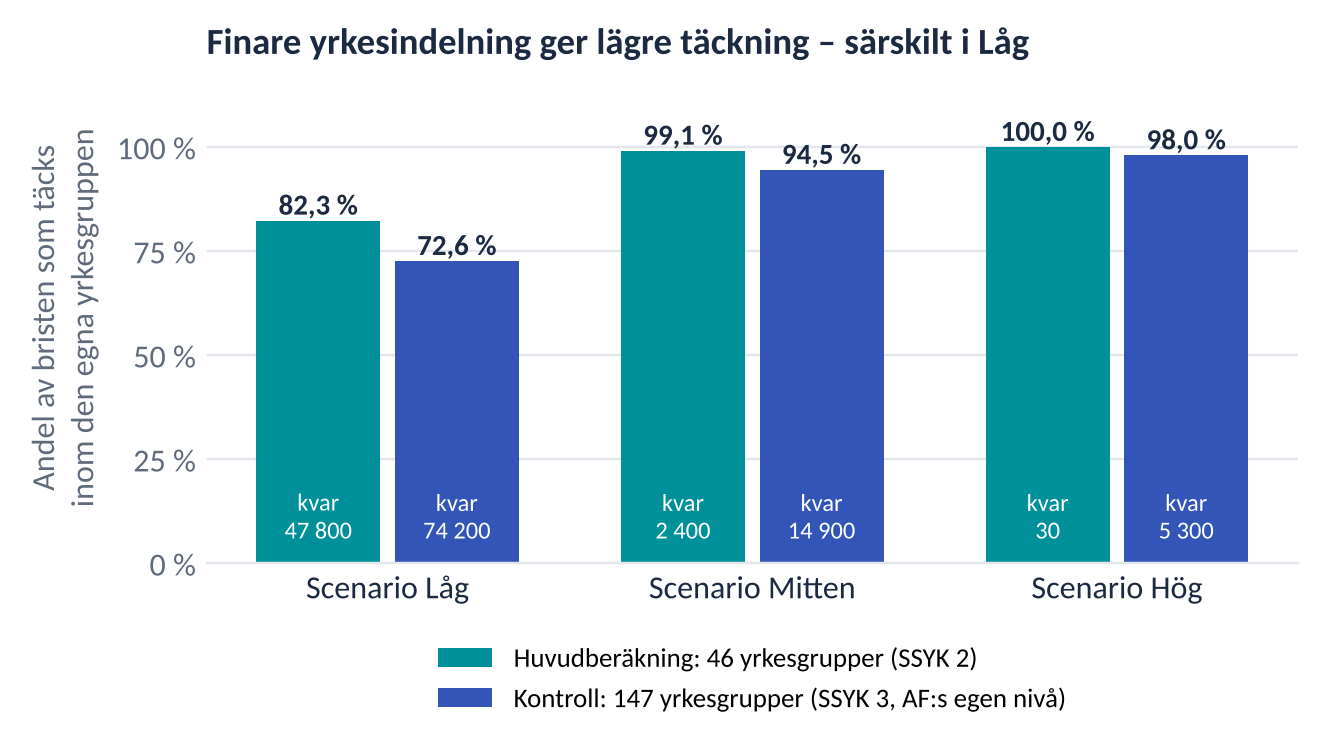 Finare yrkesindelning ger lägre täckning – särskilt i Låg
Andel av bristen som täcks
inom den egna yrkesgruppen
100 %
75 %
50 %
25 %
0 %
82,3 %
72,6 %
99,1 %
94,5 %
100,0 %
98,0 %
kvar
47 800
kvar
74 200
kvar
2 400
kvar
14 900
kvar
30
kvar
5 300
Scenario Låg
Scenario Mitten
Scenario Hög
Huvudberäkning: 46 yrkesgrupper (SSYK 2)
Kontroll: 147 yrkesgrupper (SSYK 3, AF:s egen nivå)